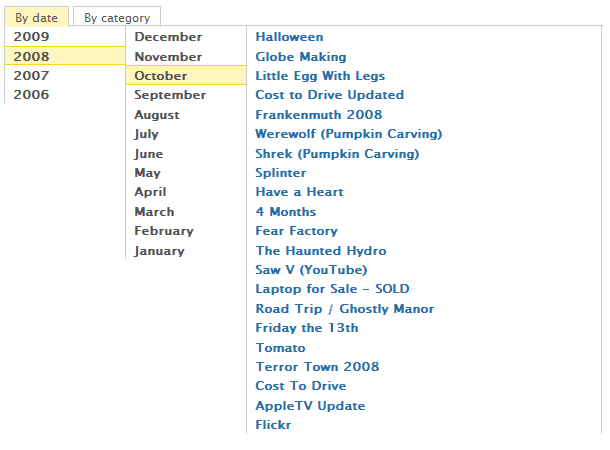 By date
By category
2009
2008
2007
2006
December
November
October
September
August
July
June
May
April
March
February
January
Halloween
Globe Making
Little Egg With Legs
Cost to Drive Updated
Frankenmuth 2008
Werewolf (Pumpkin Carving)
Shrek (Pumpkin Carving)
Splinter
Have a Heart
4 Months
Fear Factory
The Haunted Hydro
Saw V (YouTube)
Laptop for Sale – SOLD
Road Trip / Ghostly Manor
Friday the 13th
Tomato
Terror Town 2008
Cost To Drive
AppleTV Update
Flickr